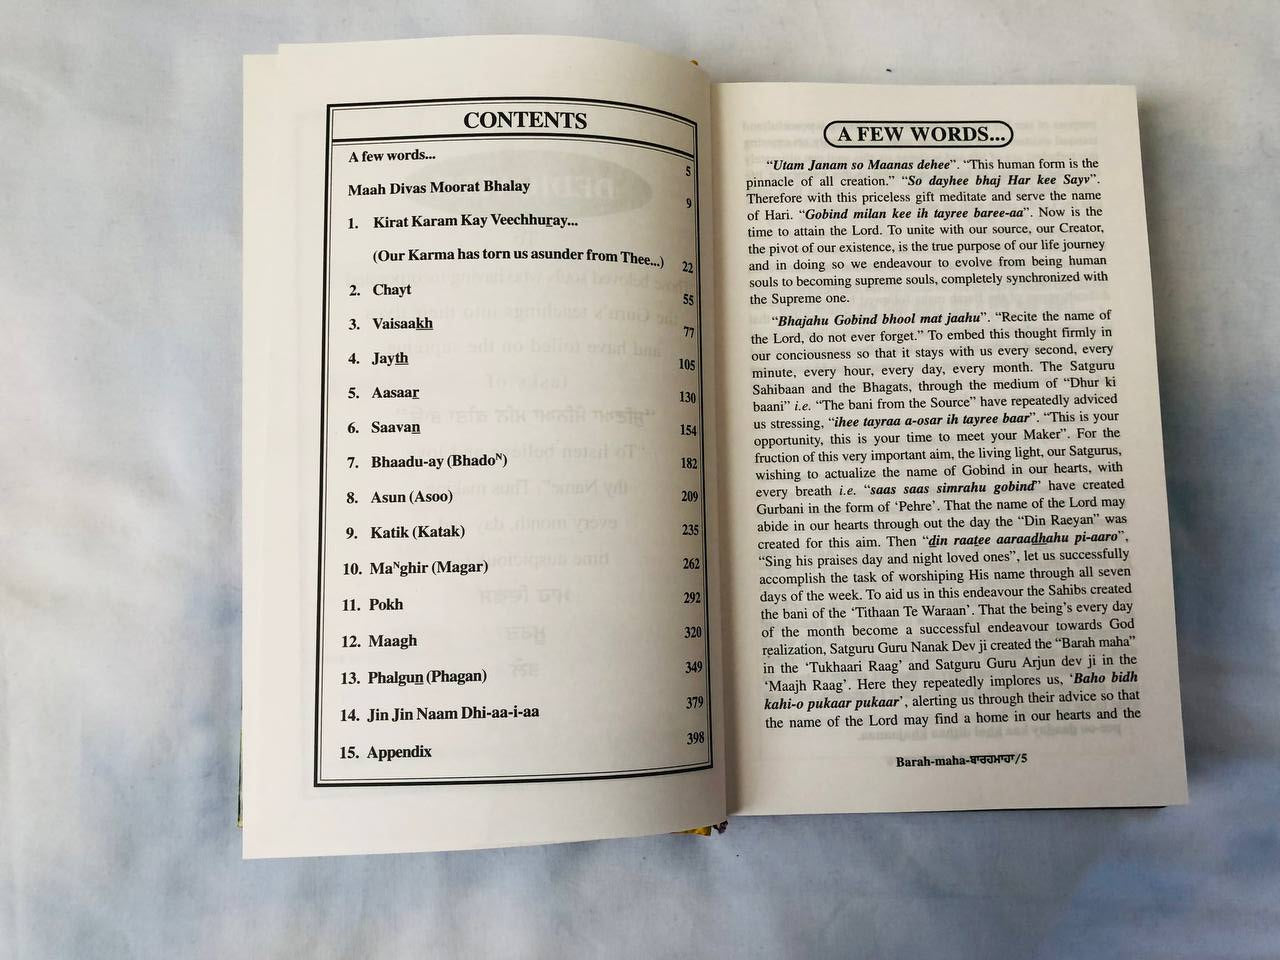 CONTENTS
A few words... 5
Maah Divas Moorat Bhalay 9
1. Kirat Karam Kay Veechhuray...
(Our Karma has torn us asunder from Thee...) 22
2. Chayt 55
3. Vaisaakh 77
4. Jayth 105
5. Aasaar 130
6. Saavan 154
7. Bhaadu-ay (Bhadoᴺ) 182
8. Asun (Asoo) 209
9. Katik (Katak) 235
10. Maᴺghir (Magar) 262
11. Pokh 292
12. Maagh 320
13. Phalgun (Phagan) 349
14. Jin Jin Naam Dhi-aa-i-aa 379
15. Appendix 398
A FEW WORDS...
“Utam Janam so Maanas dehee”. “This human form is the
pinnacle of all creation.” “So dayhee bhaj Har kee Sayv”.
Therefore with this priceless gift meditate and serve the name
of Hari. “Gobind milan kee ih tayree baree-aa”. Now is the
time to attain the Lord. To unite with our source, our Creator,
the pivot of our existence, is the true purpose of our life journey
and in doing so we endeavour to evolve from being human
souls to becoming supreme souls, completely synchronized with
the Supreme one.
“Bhajahu Gobind bhool mat jaahu”. “Recite the name of
the Lord, do not ever forget.” To embed this thought firmly in
our conciousness so that it stays with us every second, every
minute, every hour, every day, every month. The Satguru
Sahibaan and the Bhagats, through the medium of “Dhur ki
baani” i.e. “The bani from the Source” have repeatedly adviced
us stressing, “ihee tayraa a-osar ih tayree baar”. “This is your
opportunity, this is your time to meet your Maker”. For the
fruction of this very important aim, the living light, our Satgurus,
wishing to actualize the name of Gobind in our hearts, with
every breath i.e. “saas saas simrahu gobind” have created
Gurbani in the form of ‘Pehre’. That the name of the Lord may
abide in our hearts through out the day the “Din Raeyan” was
created for this aim. Then “din raatee aaraadhahu pi-aaro”,
“Sing his praises day and night loved ones”, let us successfully
accomplish the task of worshiping His name through all seven
days of the week. To aid us in this endeavour the Sahibs created
the bani of the ‘Tithaan Te Waraan’. That the being’s every day
of the month become a successful endeavour towards God
realization, Satguru Guru Nanak Dev ji created the “Barah maha”
in the ‘Tukhaari Raag’ and Satguru Guru Arjun dev ji in the
‘Maajh Raag’. Here they repeatedly implores us, ‘Baho bidh
kahi-o pukaar pukaar’, alerting us through their advice so that
the name of the Lord may find a home in our hearts and the
Barah-maha-ਬਾਰਹਮਾਹਾ/5